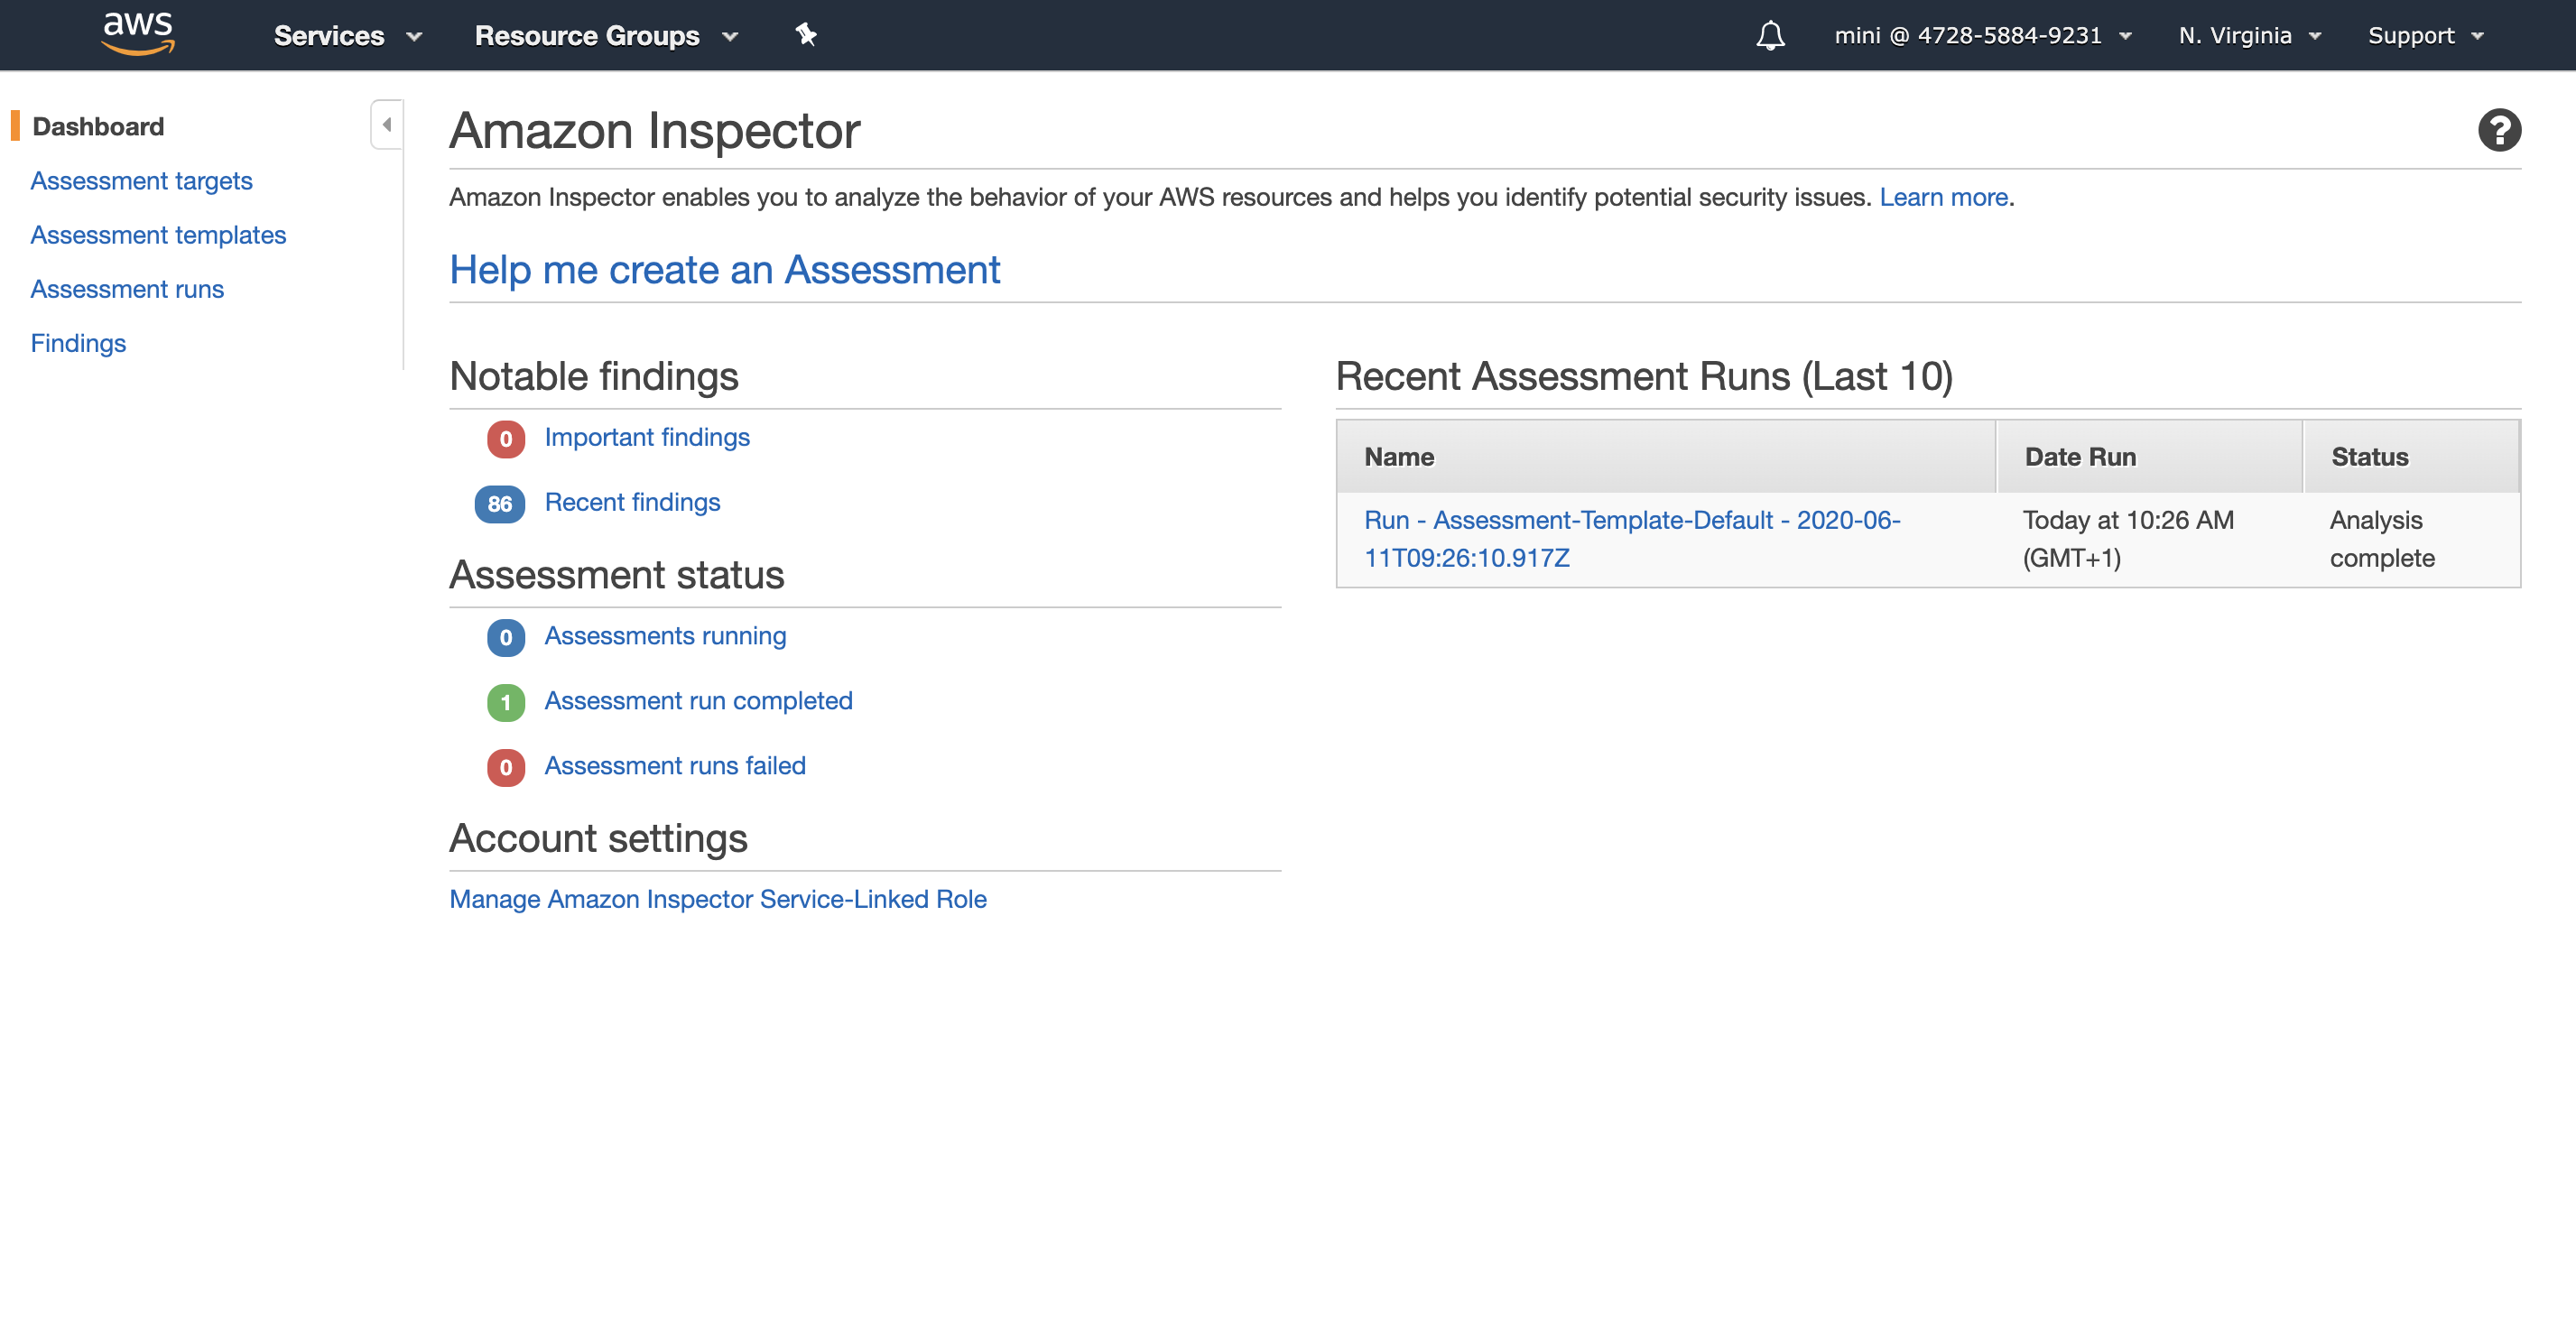 aws
Services
Resource Groups
mini @ 4728-5884-9231
N. Virginia
Support
Dashboard
Assessment targets
Assessment templates
Assessment runs
Findings
Amazon Inspector
?
Amazon Inspector enables you to analyze the behavior of your AWS resources and helps you identify potential security issues. Learn more.
Help me create an Assessment
Notable findings
0 Important findings
86 Recent findings
Assessment status
0 Assessments running
1 Assessment run completed
0 Assessment runs failed
Account settings
Manage Amazon Inspector Service-Linked Role
Recent Assessment Runs (Last 10)
Name Date Run Status
Run - Assessment-Template-Default - 2020-06-
11T09:26:10.917Z
Today at 10:26 AM
(GMT+1)
Analysis
complete